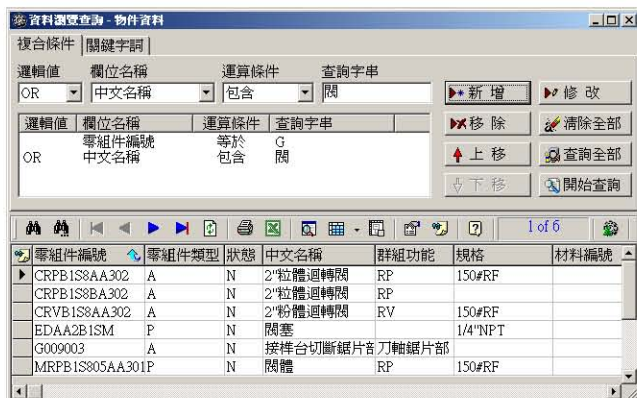 資料瀏覽查詢 - 物件資料
複合條件 關鍵字詞
邏輯值 欄位名稱 運算條件 查詢字串
OR 中文名稱 包含 閥
新增 修改
移除 清除全部
上移 查詢全部
下移 開始查詢
邏輯值 欄位名稱 運算條件 查詢字串
零組件編號 等於 G
OR 中文名稱 包含 閥
1 of 6
零組件編號 零組件類型 狀態 中文名稱 群組功能 規格 材料編號
CRPB1S8AA302 A N 2"粒體迴轉閥 RP 150#RF
CRPB1S8BA302 A N 2"粒體迴轉閥 RP
CRVB1S8AA302 A N 2"粉體迴轉閥 RV 150#RF
EDAA2B1SM P N 閥塞 1/4"NPT
G009003 A N 接榫台切斷鋸片部 刀軸鋸片部
MRPB1S805AA301 P N 閥體 RP 150#RF